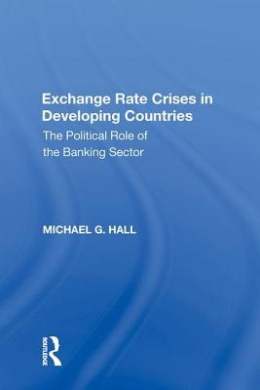 Exchange Rate Crises in
Developing Countries
The Political Role of
the Banking Sector
MICHAEL G. HALL
ROUTLEDGE